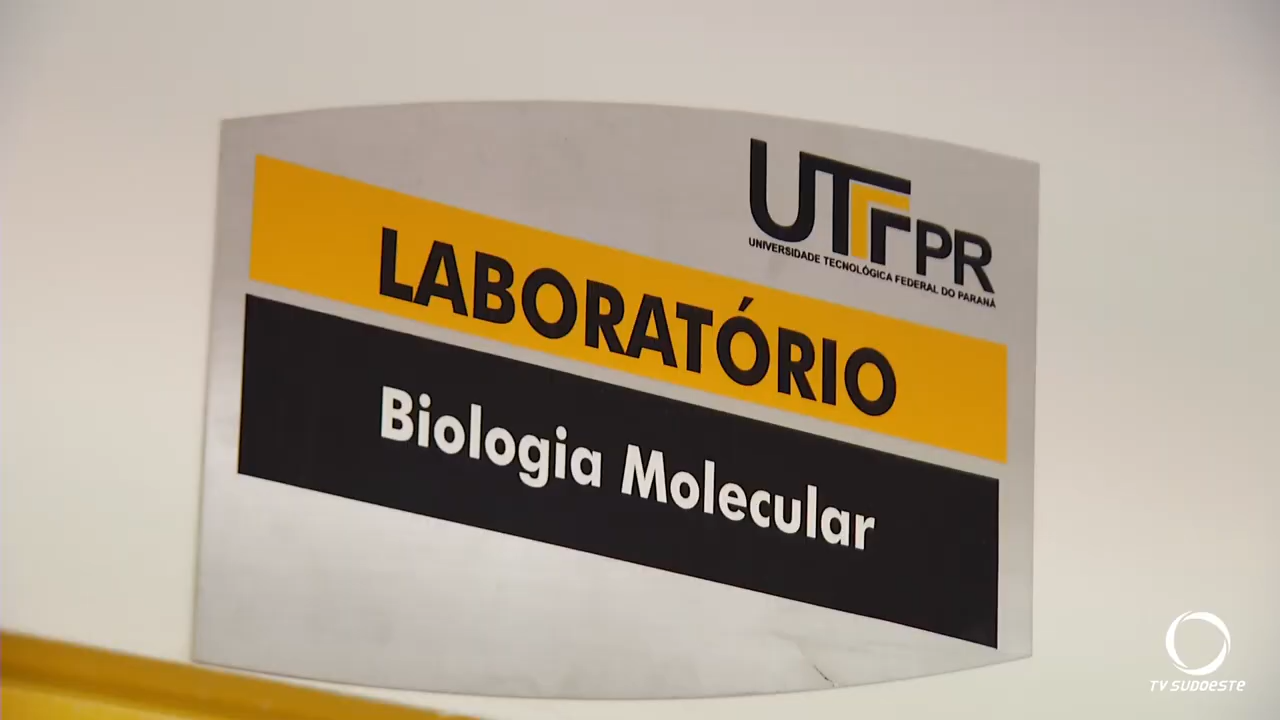 UTFPR
UNIVERSIDADE TECNOLÓGICA FEDERAL DO PARANÁ
LABORATÓRIO
Biologia Molecular
TV SUDOESTE